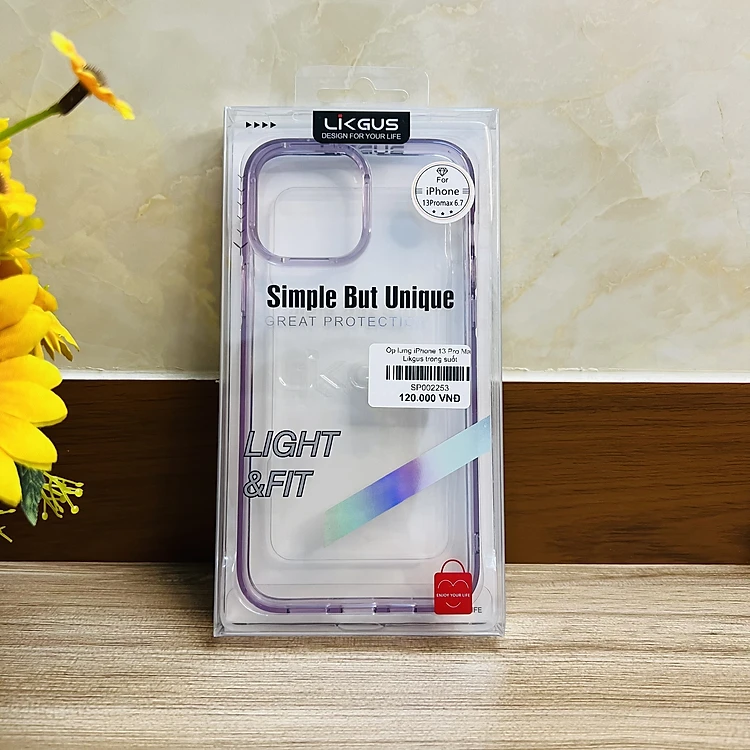 LIKGUS
DESIGN FOR YOUR LIFE
For
iPhone
13Promax 6.7
Simple But Unique
GREAT PROTECTI
Ốp lưng iPhone 13 Pro Ma
Likgus trong suốt
SP002253
120.000 VNĐ
LIGHT
&FIT
ENJOY YOUR LIFE